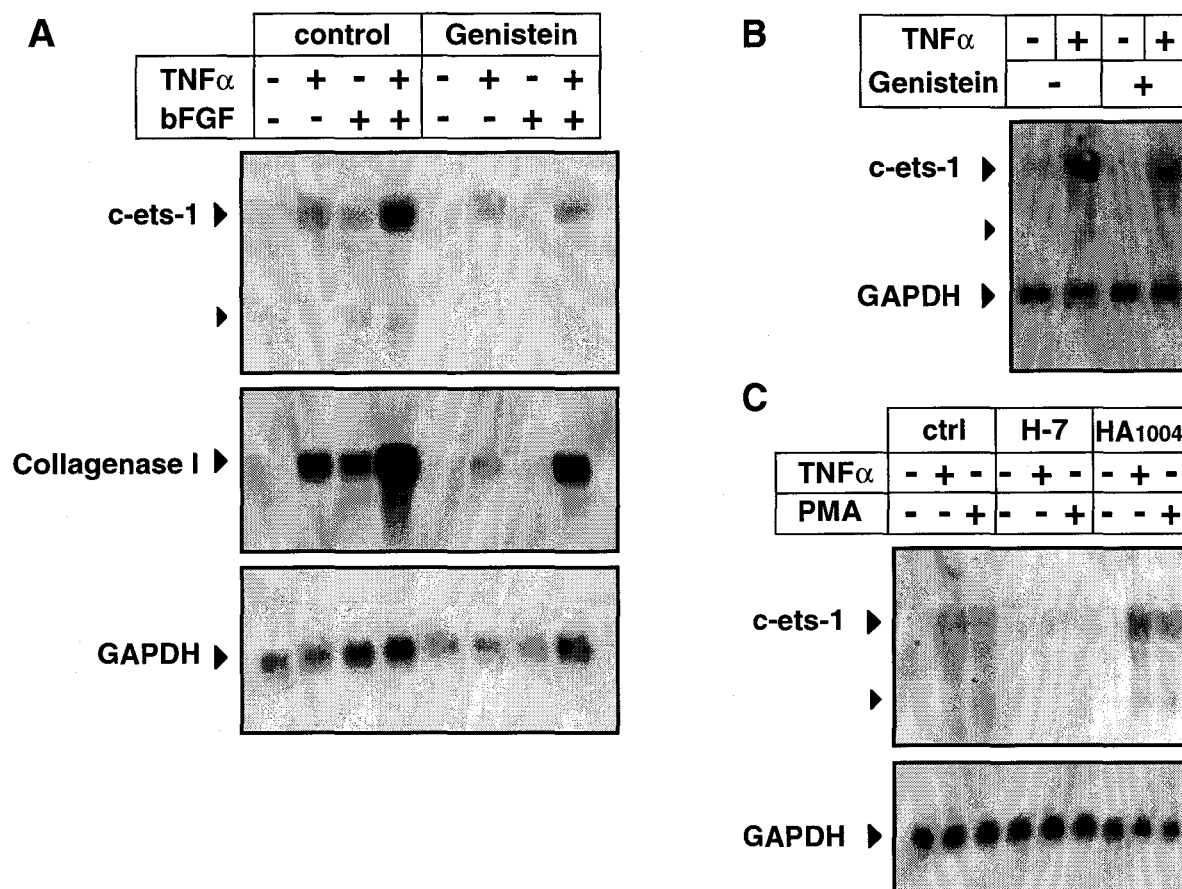 A
control Genistein
TNFα - + - + - + - +
bFGF - - + + - - + +
c-ets-1
Collagenase I
GAPDH
B
TNFα - + - +
Genistein - +
c-ets-1
GAPDH
C
ctrl H-7 HA1004
TNFα - + - - + - - + -
PMA - - + - - + - - +
c-ets-1
GAPDH